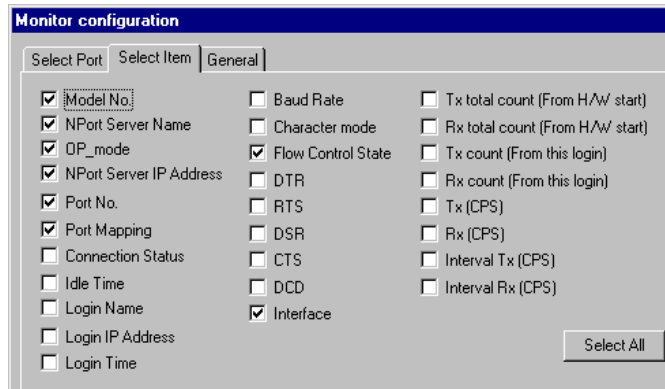 Monitor configuration
Select Port Select Item General
Model No.
NPort Server Name
OP_mode
NPort Server IP Address
Port No.
Port Mapping
Connection Status
Idle Time
Login Name
Login IP Address
Login Time
Baud Rate
Character mode
Flow Control State
DTR
RTS
DSR
CTS
DCD
Interface
Tx total count (From H/W start)
Rx total count (From H/W start)
Tx count (From this login)
Rx count (From this login)
Tx (CPS)
Rx (CPS)
Interval Tx (CPS)
Interval Rx (CPS)
Select All